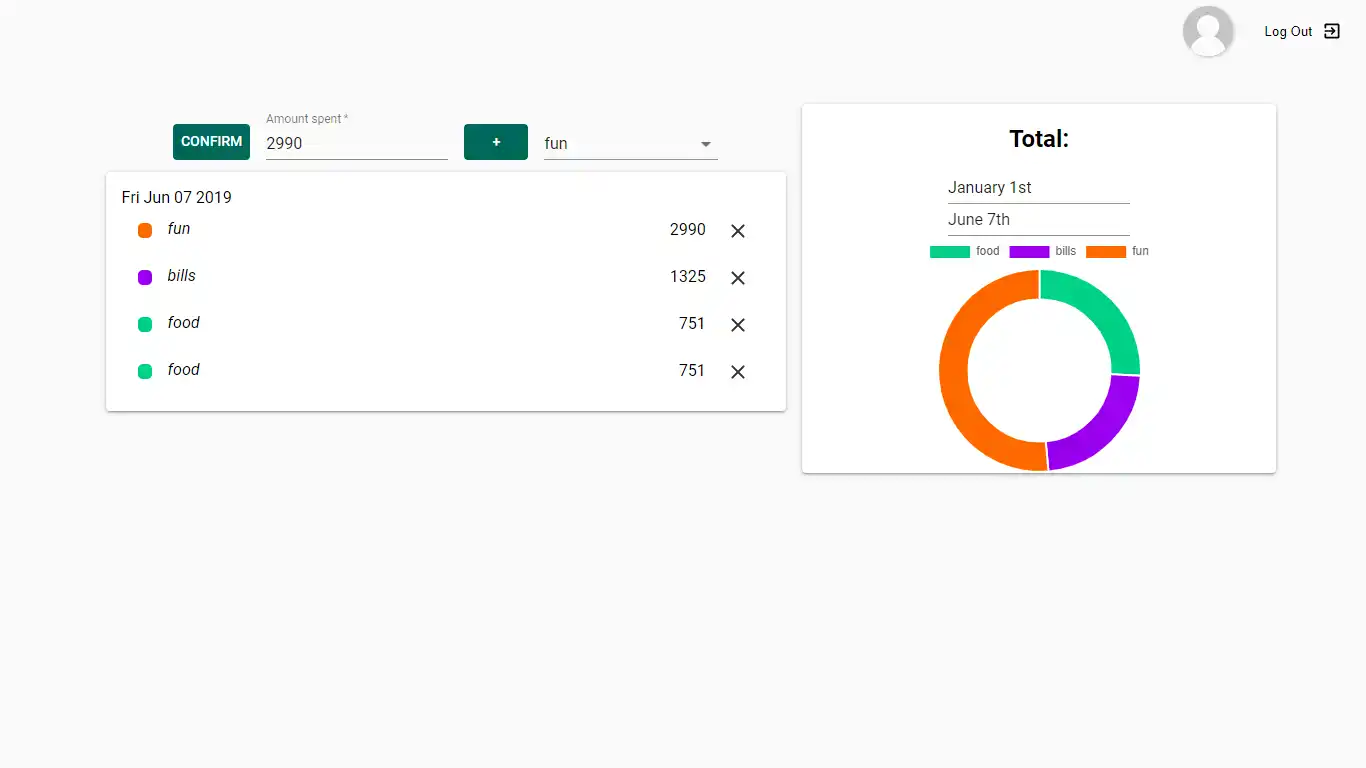 Log Out
CONFIRM
Amount spent *
2990
+
fun
Fri Jun 07 2019
fun 2990
bills 1325
food 751
food 751
Total:
January 1st
June 7th
food bills fun